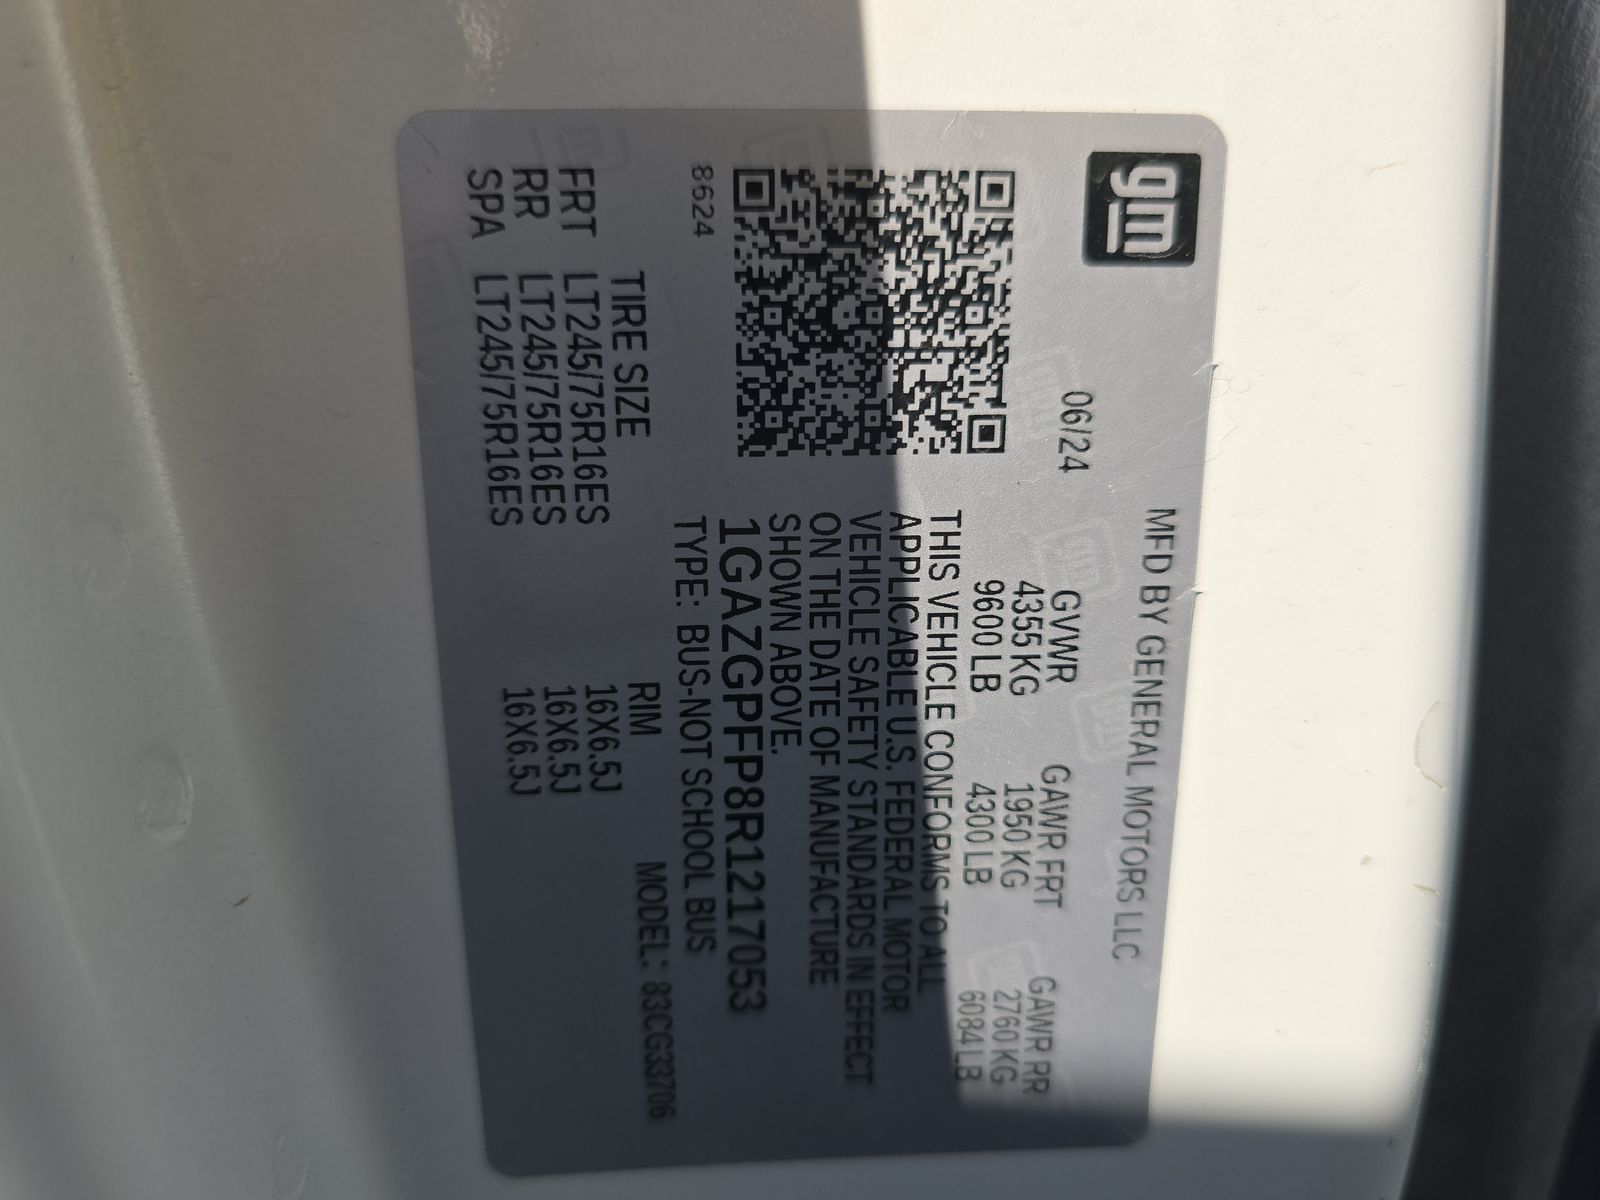 gm
MFD BY GENERAL MOTORS LLC
06/24
GVWR GAWR FRT GAWR RR
4355 KG 1950 KG 2760 KG
9600 LB 4300 LB 6084 LB
THIS VEHICLE CONFORMS TO ALL
APPLICABLE U.S. FEDERAL MOTOR
VEHICLE SAFETY STANDARDS IN EFFECT
ON THE DATE OF MANUFACTURE
SHOWN ABOVE.
1GAZGPFP8R1217053
8624 TYPE: BUS-NOT SCHOOL BUS
TIRE SIZE RIM MODEL: 83CG33706
FRT LT245/75R16ES 16X6.5J
RR LT245/75R16ES 16X6.5J
SPA LT245/75R16ES 16X6.5J